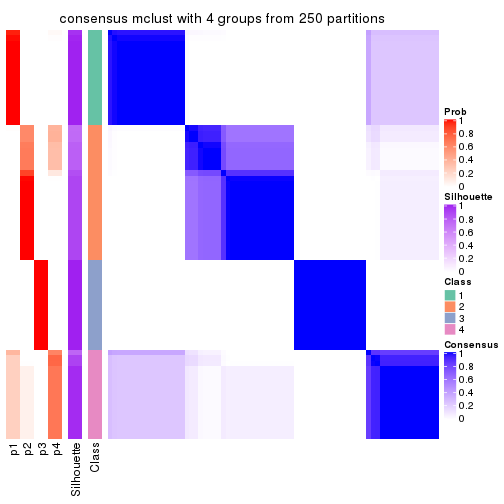 consensus mclust with 4 groups from 250 partitions
Prob
1
0.8
0.6
0.4
0.2
0
Silhouette
1
0.8
0.6
0.4
0.2
0
Class
1
2
3
4
Consensus
1
0.8
0.6
0.4
0.2
0
p1
p2
p3
p4
Silhouette
Class